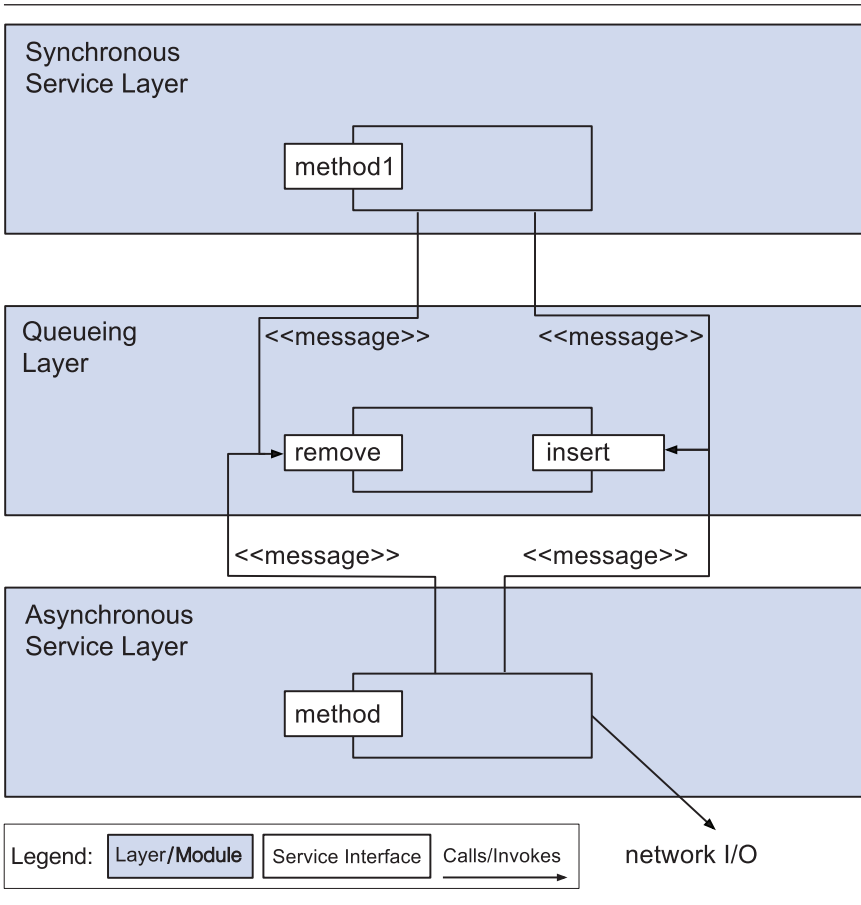 Synchronous
Service Layer
method1
Queueing
Layer
<<message>>
<<message>>
remove
insert
<<message>>
<<message>>
Asynchronous
Service Layer
method
Legend:
Layer/Module
Service Interface
Calls/Invokes
network I/O